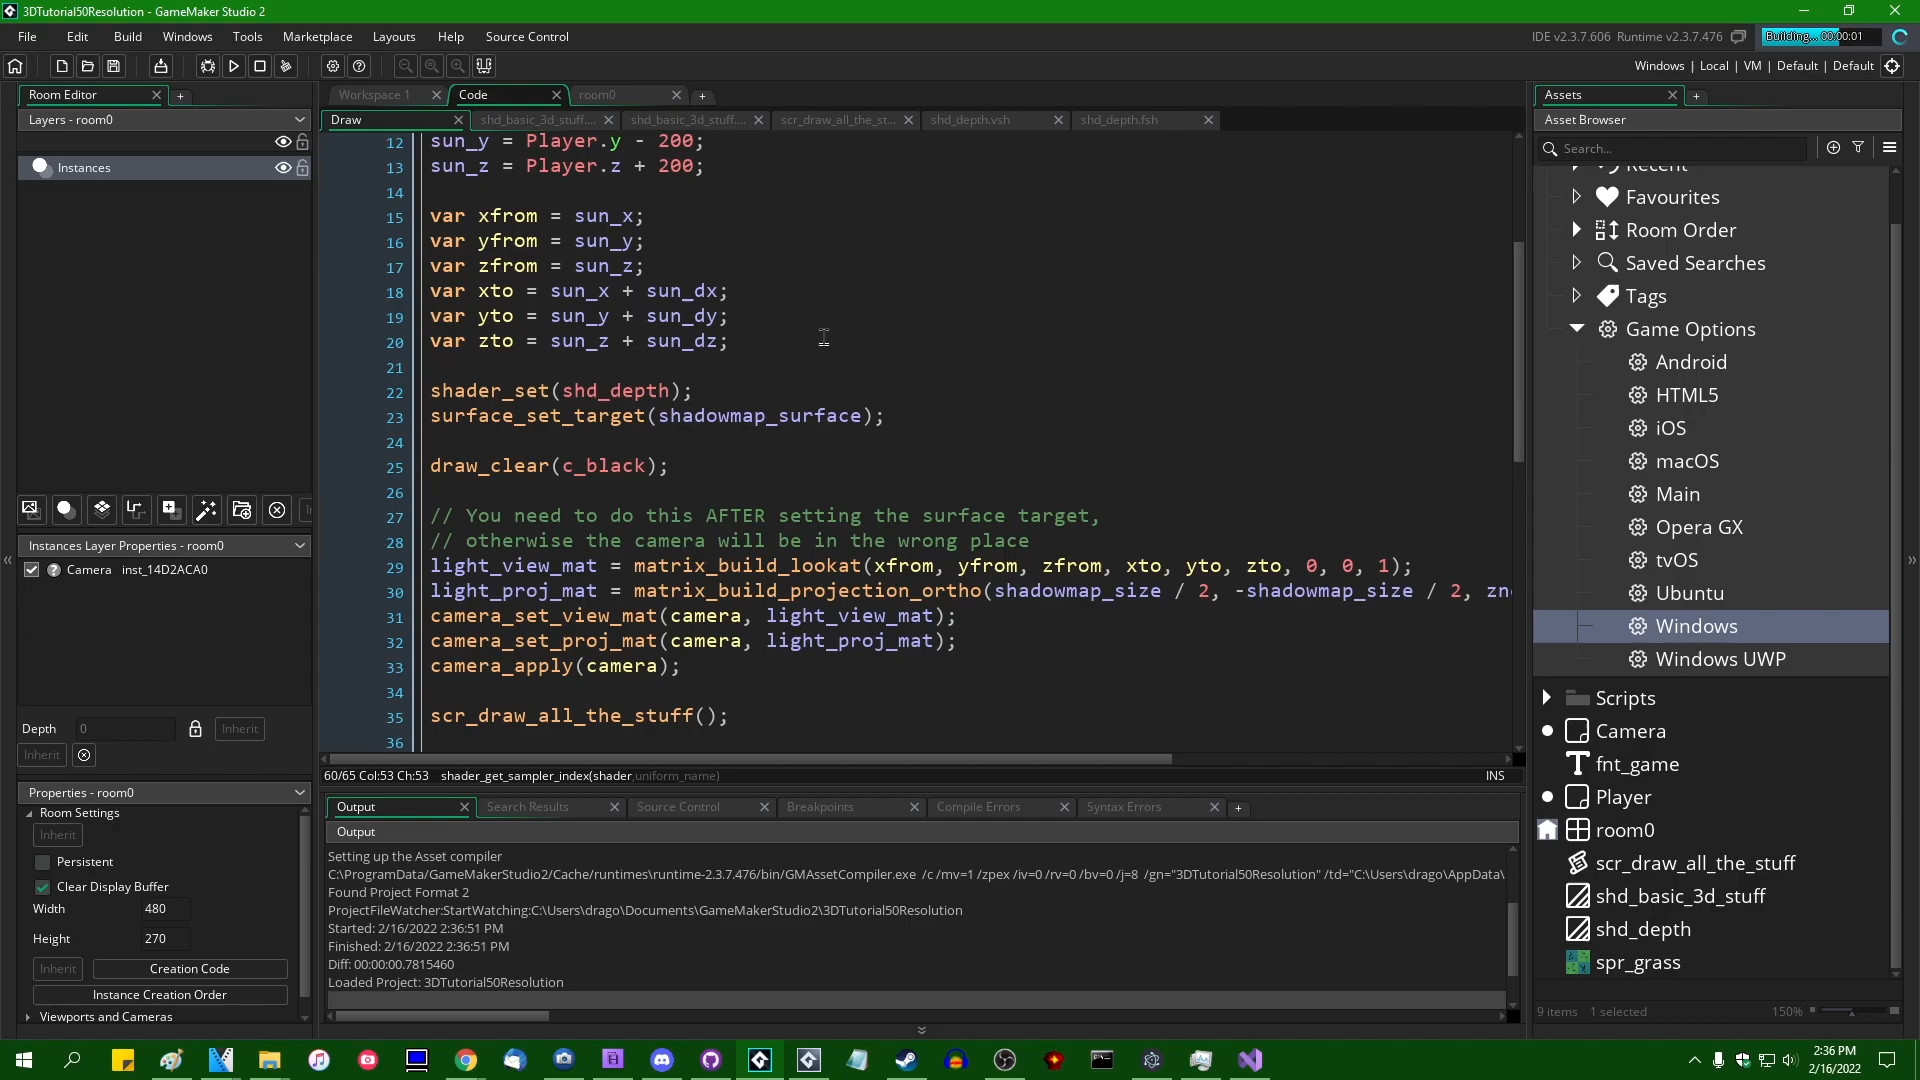 3DTutorial50Resolution - GameMaker Studio 2
File Edit Build Windows Tools Marketplace Layouts Help Source Control
IDE v2.3.7.606 Runtime v2.3.7.476 Building... 00:00:01
Windows | Local | VM | Default | Default
Room Editor
Layers - room0
Instances
Instances Layer Properties - room0
Camera inst_14D2ACA0
Depth 0 Inherit
Inherit
Properties - room0
Room Settings
Inherit
Persistent
Clear Display Buffer
Width 480
Height 270
Inherit Creation Code
Instance Creation Order
Viewports and Cameras
Workspace 1 Code room0
Draw shd_basic_3d_stuff.... shd_basic_3d_stuff.... scr_draw_all_the_st... shd_depth.vsh shd_depth.fsh
12 sun_y = Player.y - 200;
13 sun_z = Player.z + 200;
14
15 var xfrom = sun_x;
16 var yfrom = sun_y;
17 var zfrom = sun_z;
18 var xto = sun_x + sun_dx;
19 var yto = sun_y + sun_dy;
20 var zto = sun_z + sun_dz;
21
22 shader_set(shd_depth);
23 surface_set_target(shadowmap_surface);
24
25 draw_clear(c_black);
26
27 // You need to do this AFTER setting the surface target,
28 // otherwise the camera will be in the wrong place
29 light_view_mat = matrix_build_lookat(xfrom, yfrom, zfrom, xto, yto, zto, 0, 0, 1);
30 light_proj_mat = matrix_build_projection_ortho(shadowmap_size / 2, -shadowmap_size / 2, zn
31 camera_set_view_mat(camera, light_view_mat);
32 camera_set_proj_mat(camera, light_proj_mat);
33 camera_apply(camera);
34
35 scr_draw_all_the_stuff();
36
60/65 Col:53 Ch:53 shader_get_sampler_index(shader,uniform_name) INS
Output Search Results Source Control Breakpoints Compile Errors Syntax Errors
Output
Setting up the Asset compiler
C:\ProgramData/GameMakerStudio2/Cache/runtimes\runtime-2.3.7.476/bin/GMAssetCompiler.exe /c /mv=1 /zpex /iv=0 /rv=0 /bv=0 /j=8 /gn="3DTutorial50Resolution" /td="C:\Users\drago\AppData\
Found Project Format 2
ProjectFileWatcher:StartWatching:C:\Users\drago\Documents\GameMakerStudio2\3DTutorial50Resolution
Started: 2/16/2022 2:36:51 PM
Finished: 2/16/2022 2:36:51 PM
Diff: 00:00:00.7815460
Loaded Project: 3DTutorial50Resolution
Assets
Asset Browser
Search...
Recent
Favourites
Room Order
Saved Searches
Tags
Game Options
Android
HTML5
iOS
macOS
Main
Opera GX
tvOS
Ubuntu
Windows
Windows UWP
Scripts
Camera
fnt_game
Player
room0
scr_draw_all_the_stuff
shd_basic_3d_stuff
shd_depth
spr_grass
9 items 1 selected 150%
2:36 PM
2/16/2022